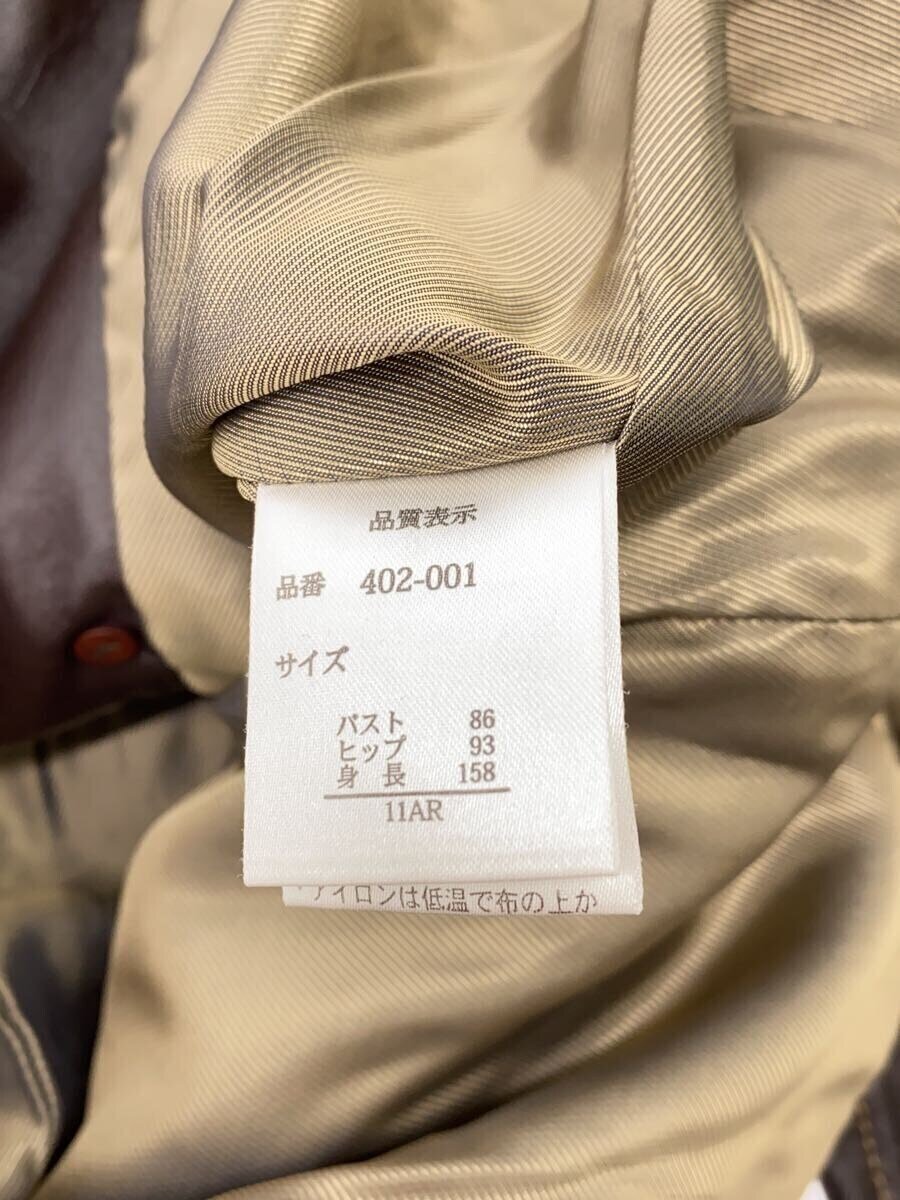 品質表示
品番 402-001
サイズ
バスト 86
ヒップ 93
身長 158
11AR
アイロンは低温で布の上か